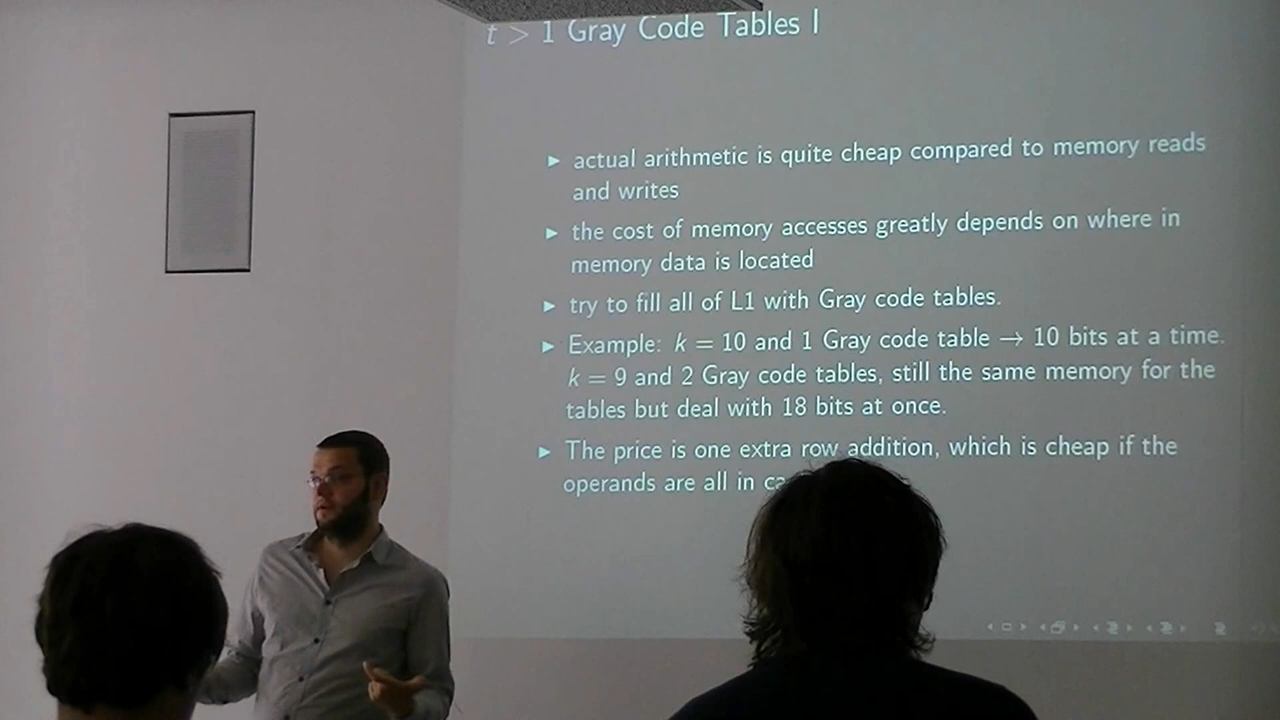 t > 1 Gray Code Tables I
▶ actual arithmetic is quite cheap compared to memory reads
and writes
▶ the cost of memory accesses greatly depends on where in
memory data is located
▶ try to fill all of L1 with Gray code tables.
▶ Example: k = 10 and 1 Gray code table → 10 bits at a time.
k = 9 and 2 Gray code tables, still the same memory for the
tables but deal with 18 bits at once.
▶ The price is one extra row addition, which is cheap if the
operands are all in